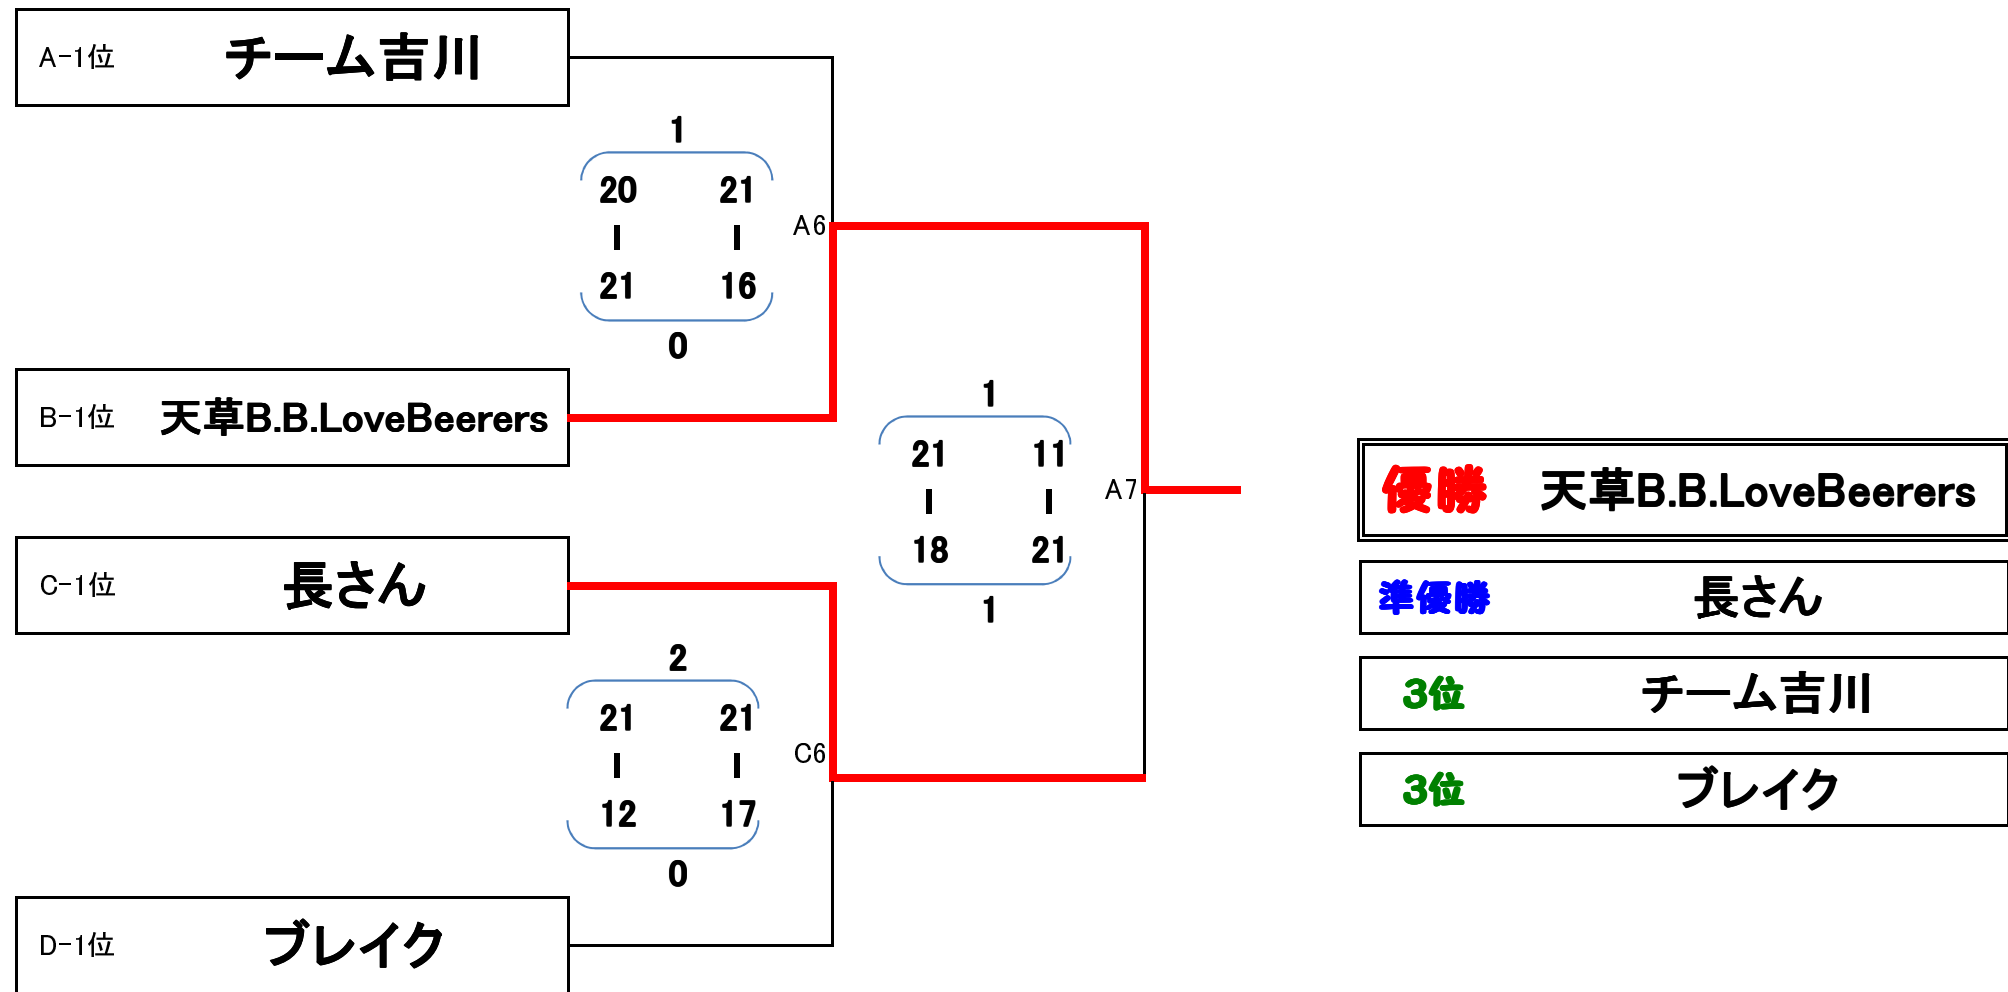 A-1位 チーム吉川
1
20 21
21 16
0
A6
B-1位 天草B.B.LoveBeerers
1
21 11
18 21
1
A7
C-1位 長さん
2
21 21
12 17
0
C6
D-1位 ブレイク
優勝 天草B.B.LoveBeerers
準優勝 長さん
3位 チーム吉川
3位 ブレイク